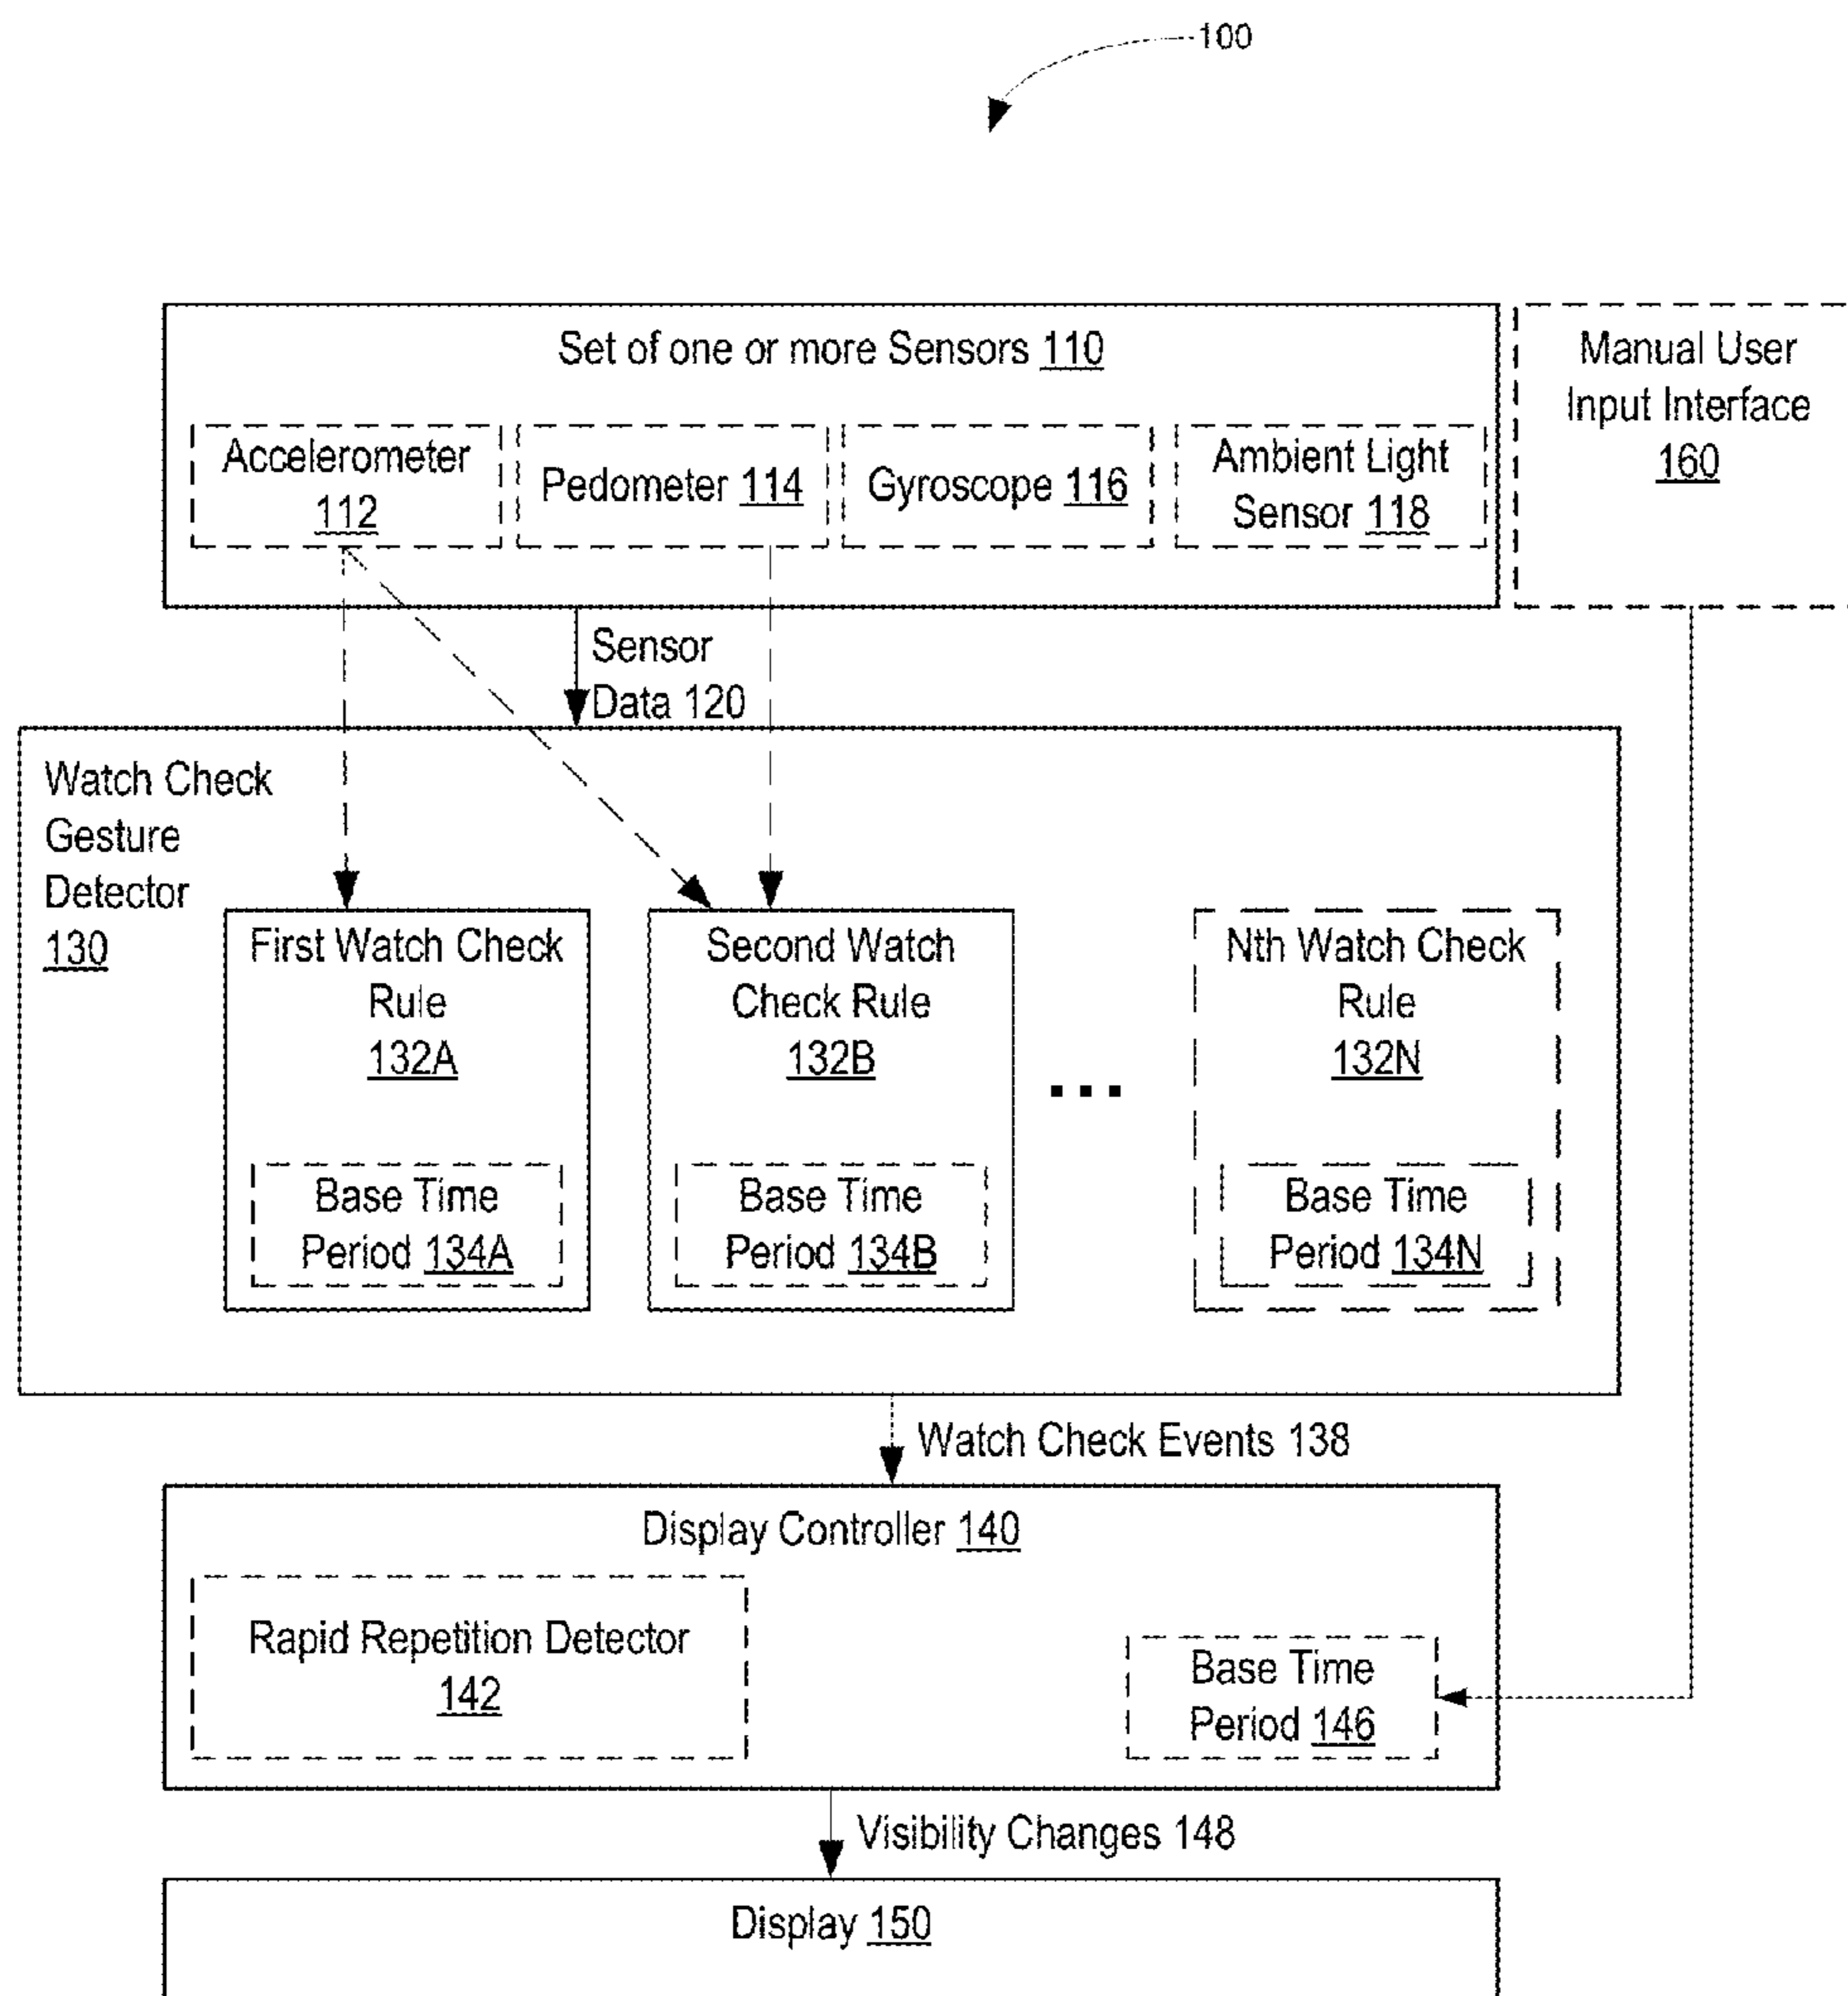 100
Set of one or more Sensors 110
Manual User
Input Interface
160
Accelerometer
112
Pedometer 114
Gyroscope 116
Ambient Light
Sensor 118
Sensor
Data 120
Watch Check
Gesture
Detector
130
First Watch Check
Rule
132A
Second Watch
Check Rule
132B
...
Nth Watch Check
Rule
132N
Base Time
Period 134A
Base Time
Period 134B
Base Time
Period 134N
Watch Check Events 138
Display Controller 140
Rapid Repetition Detector
142
Base Time
Period 146
Visibility Changes 148
Display 150